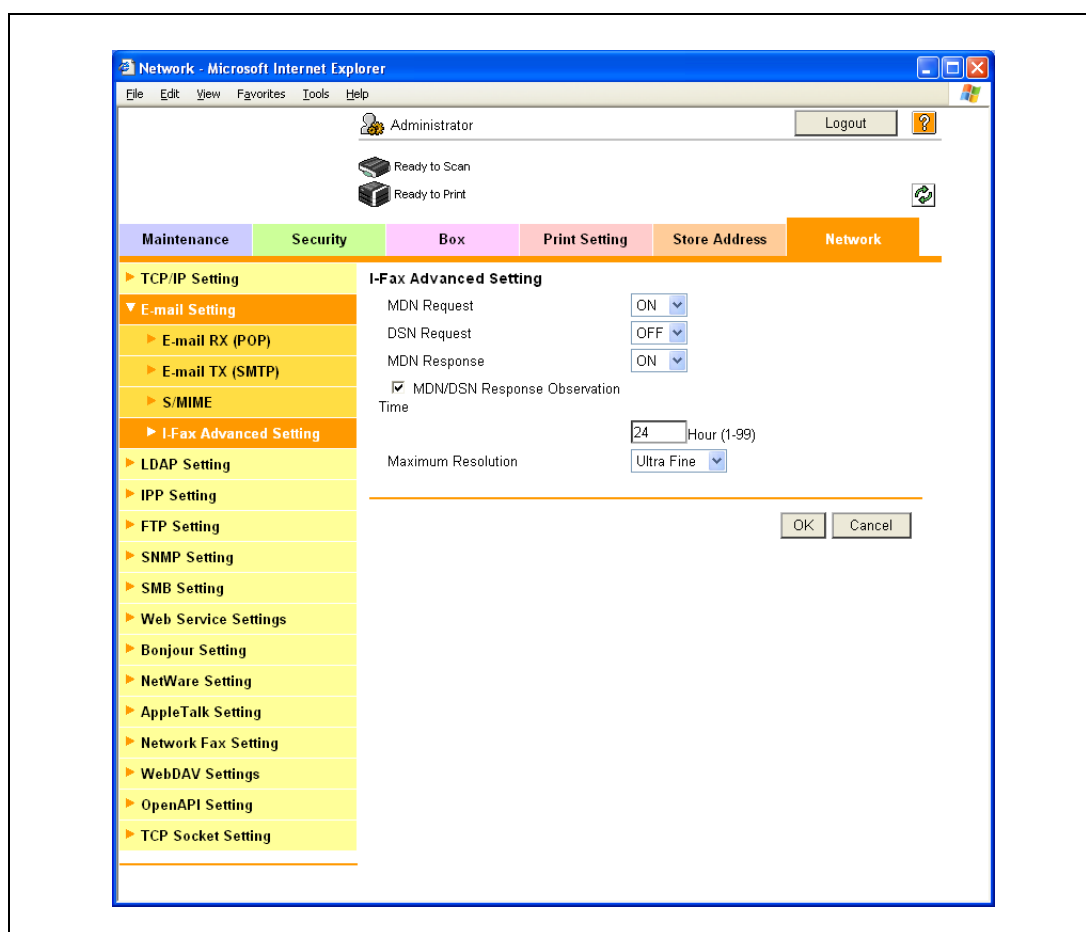 Network - Microsoft Internet Explorer
File Edit View Favorites Tools Help
Administrator
Logout
?
Ready to Scan
Ready to Print
Maintenance Security Box Print Setting Store Address Network
TCP/IP Setting
E-mail Setting
E-mail RX (POP)
E-mail TX (SMTP)
S/MIME
I-Fax Advanced Setting
LDAP Setting
IPP Setting
FTP Setting
SNMP Setting
SMB Setting
Web Service Settings
Bonjour Setting
NetWare Setting
AppleTalk Setting
Network Fax Setting
WebDAV Settings
OpenAPI Setting
TCP Socket Setting
I-Fax Advanced Setting
MDN Request ON
DSN Request OFF
MDN Response ON
MDN/DSN Response Observation
Time
24 Hour (1-99)
Maximum Resolution Ultra Fine
OK Cancel